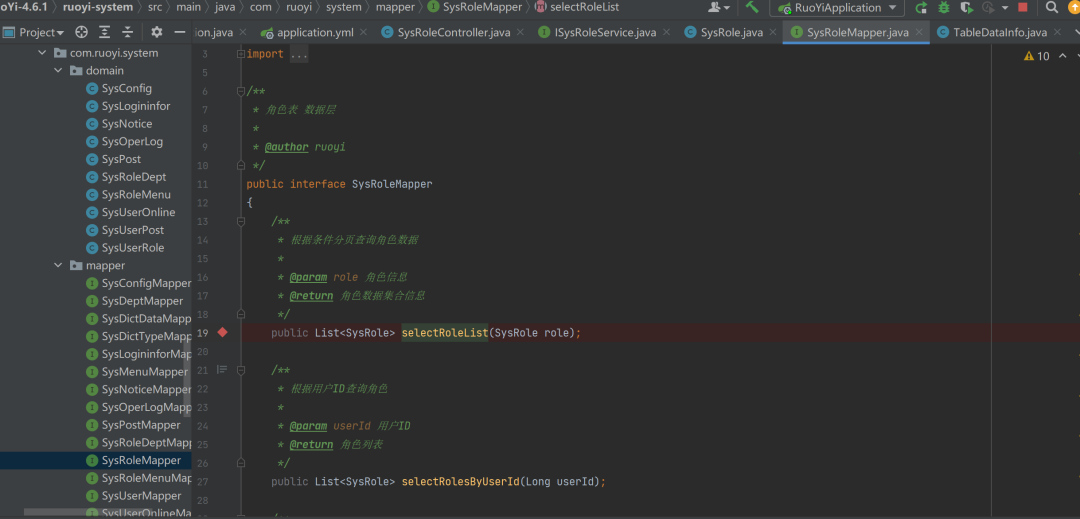 oYi-4.6.1 ruoyi-system src main java com ruoyi system mapper SysRoleMapper selectRoleList RuoYiApplication
Project ion.java application.yml SysRoleController.java ISysRoleService.java SysRole.java SysRoleMapper.java TableDataInfo.java
com.ruoyi.system
domain
SysConfig
SysLogininfor
SysNotice
SysOperLog
SysPost
SysRoleDept
SysRoleMenu
SysUserOnline
SysUserPost
SysUserRole
mapper
SysConfigMapper
SysDeptMapper
SysDictDataMapp
SysDictTypeMapp
SysLogininforMap
SysMenuMapper
SysNoticeMapper
SysOperLogMapp
SysPostMapper
SysRoleDeptMapp
SysRoleMapper
SysRoleMenuMap
SysUserMapper
SysUserOnlineMa
10
3 import ...
5
6 /**
7 * 角色表 数据层
8 *
9 * @author ruoyi
10 */
11 public interface SysRoleMapper
12 {
13 /**
14 * 根据条件分页查询角色数据
15 *
16 * @param role 角色信息
17 * @return 角色数据集合信息
18 */
19 public List<SysRole> selectRoleList(SysRole role);
20
21 /**
22 * 根据用户ID查询角色
23 *
24 * @param userId 用户ID
25 * @return 角色列表
26 */
27 public List<SysRole> selectRolesByUserId(Long userId);
28